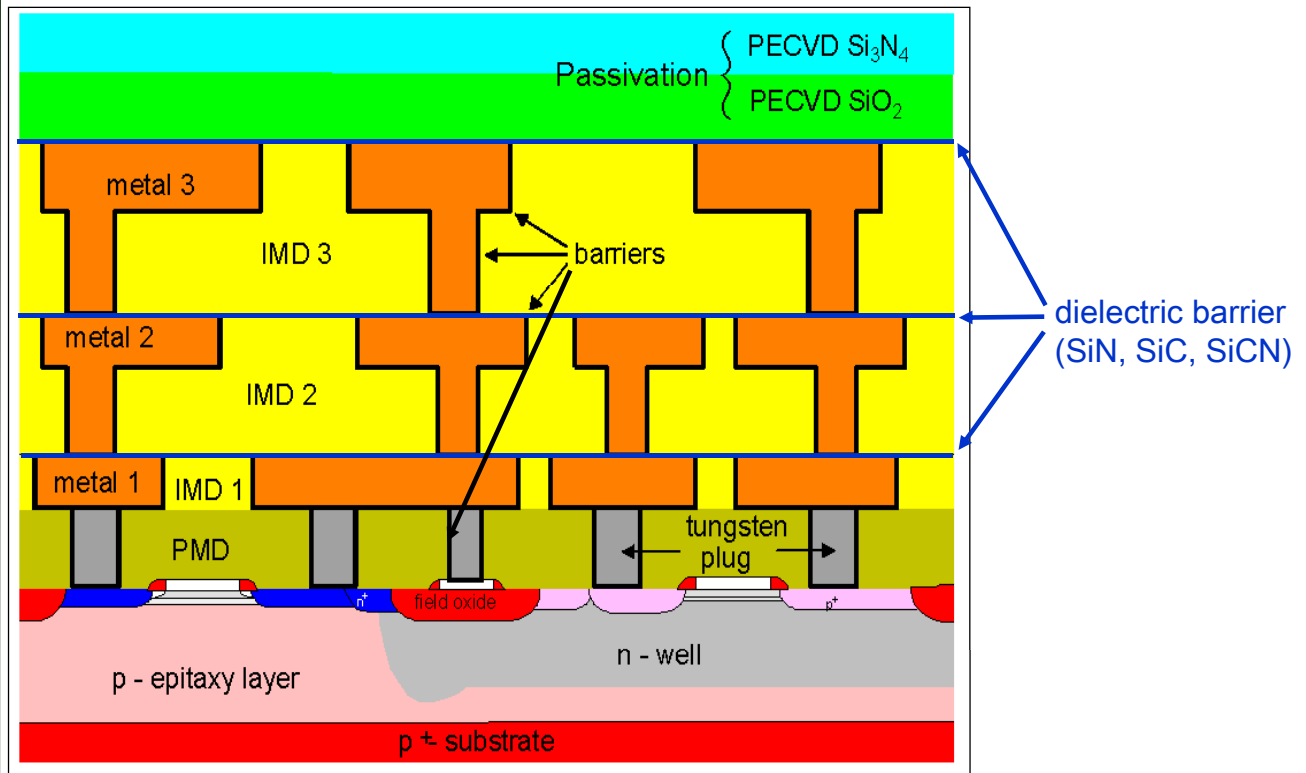 PECVD Si₃N₄
Passivation
PECVD SiO₂
metal 3
IMD 3
barriers
dielectric barrier
(SiN, SiC, SiCN)
metal 2
IMD 2
metal 1
IMD 1
PMD
tungsten
plug
n⁺
field oxide
p⁺
n - well
p - epitaxy layer
p ⁺- substrate